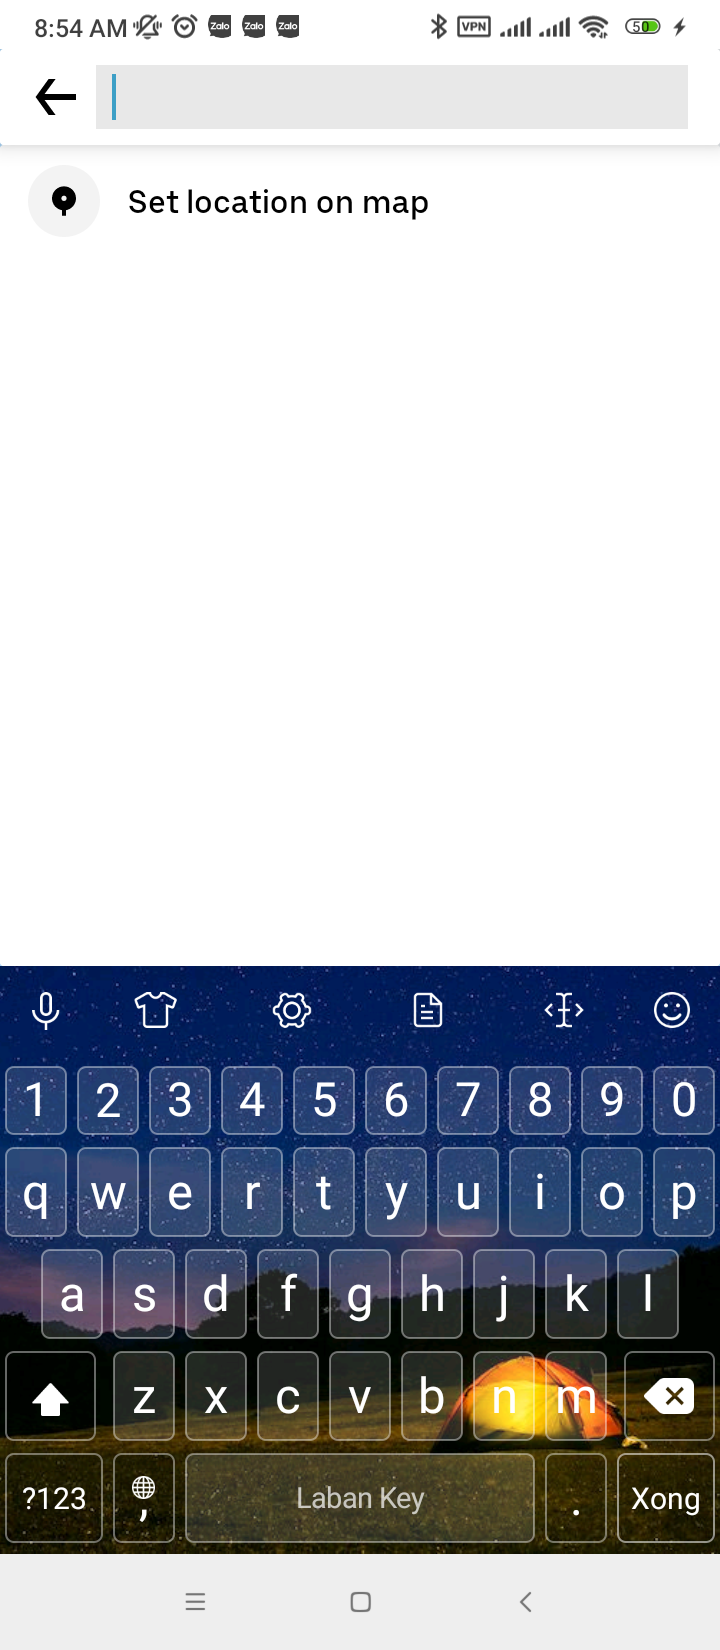 8:54 AM Zalo Zalo Zalo VPN 50
Set location on map
1 2 3 4 5 6 7 8 9 0
q w e r t y u i o p
a s d f g h j k l
z x c v b n m
?123 , Laban Key . Xong